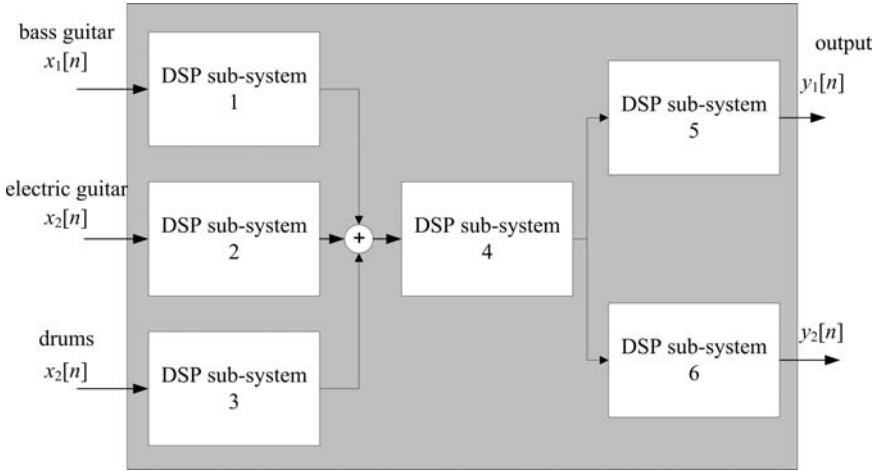 bass guitar
x1[n]
DSP sub-system
1
electric guitar
x2[n]
DSP sub-system
2
drums
x2[n]
DSP sub-system
3
+
DSP sub-system
4
DSP sub-system
5
output
y1[n]
DSP sub-system
6
y2[n]